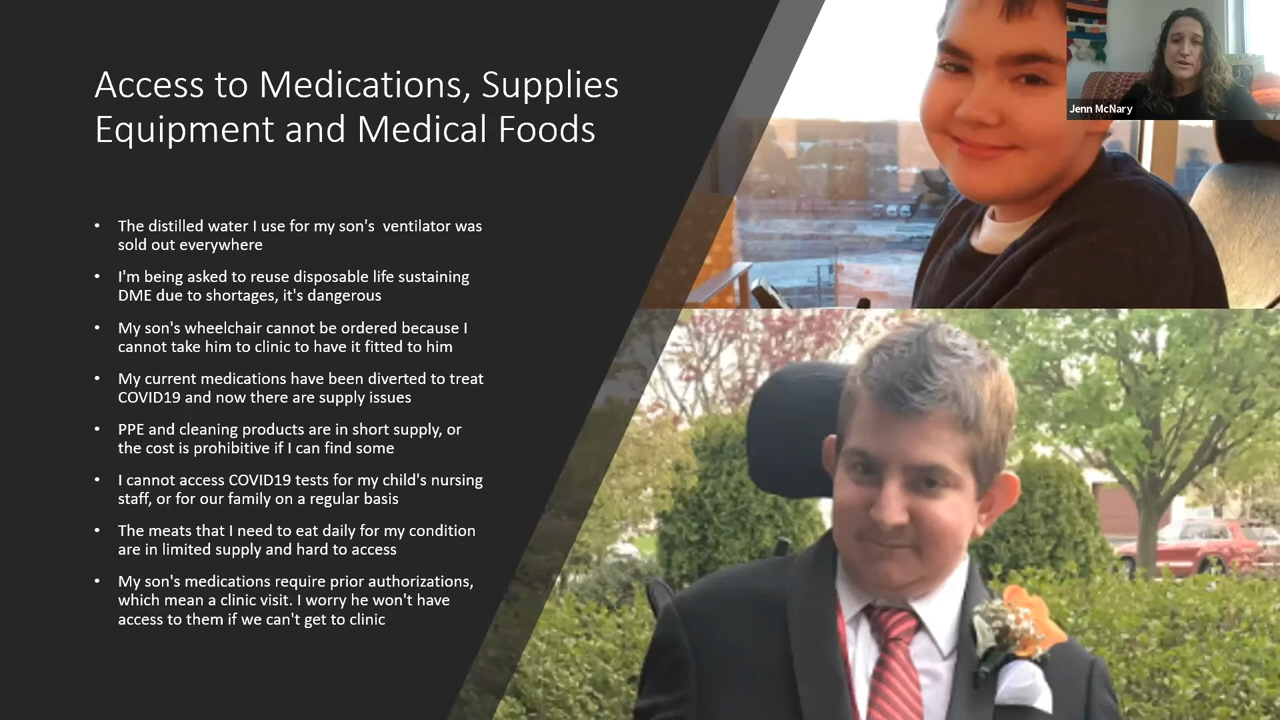 Access to Medications, Supplies
Equipment and Medical Foods
Jenn McNary
• The distilled water I use for my son's ventilator was
sold out everywhere
• I'm being asked to reuse disposable life sustaining
DME due to shortages, it's dangerous
• My son's wheelchair cannot be ordered because I
cannot take him to clinic to have it fitted to him
• My current medications have been diverted to treat
COVID19 and now there are supply issues
• PPE and cleaning products are in short supply, or
the cost is prohibitive if I can find some
• I cannot access COVID19 tests for my child's nursing
staff, or for our family on a regular basis
• The meats that I need to eat daily for my condition
are in limited supply and hard to access
• My son's medications require prior authorizations,
which mean a clinic visit. I worry he won't have
access to them if we can't get to clinic